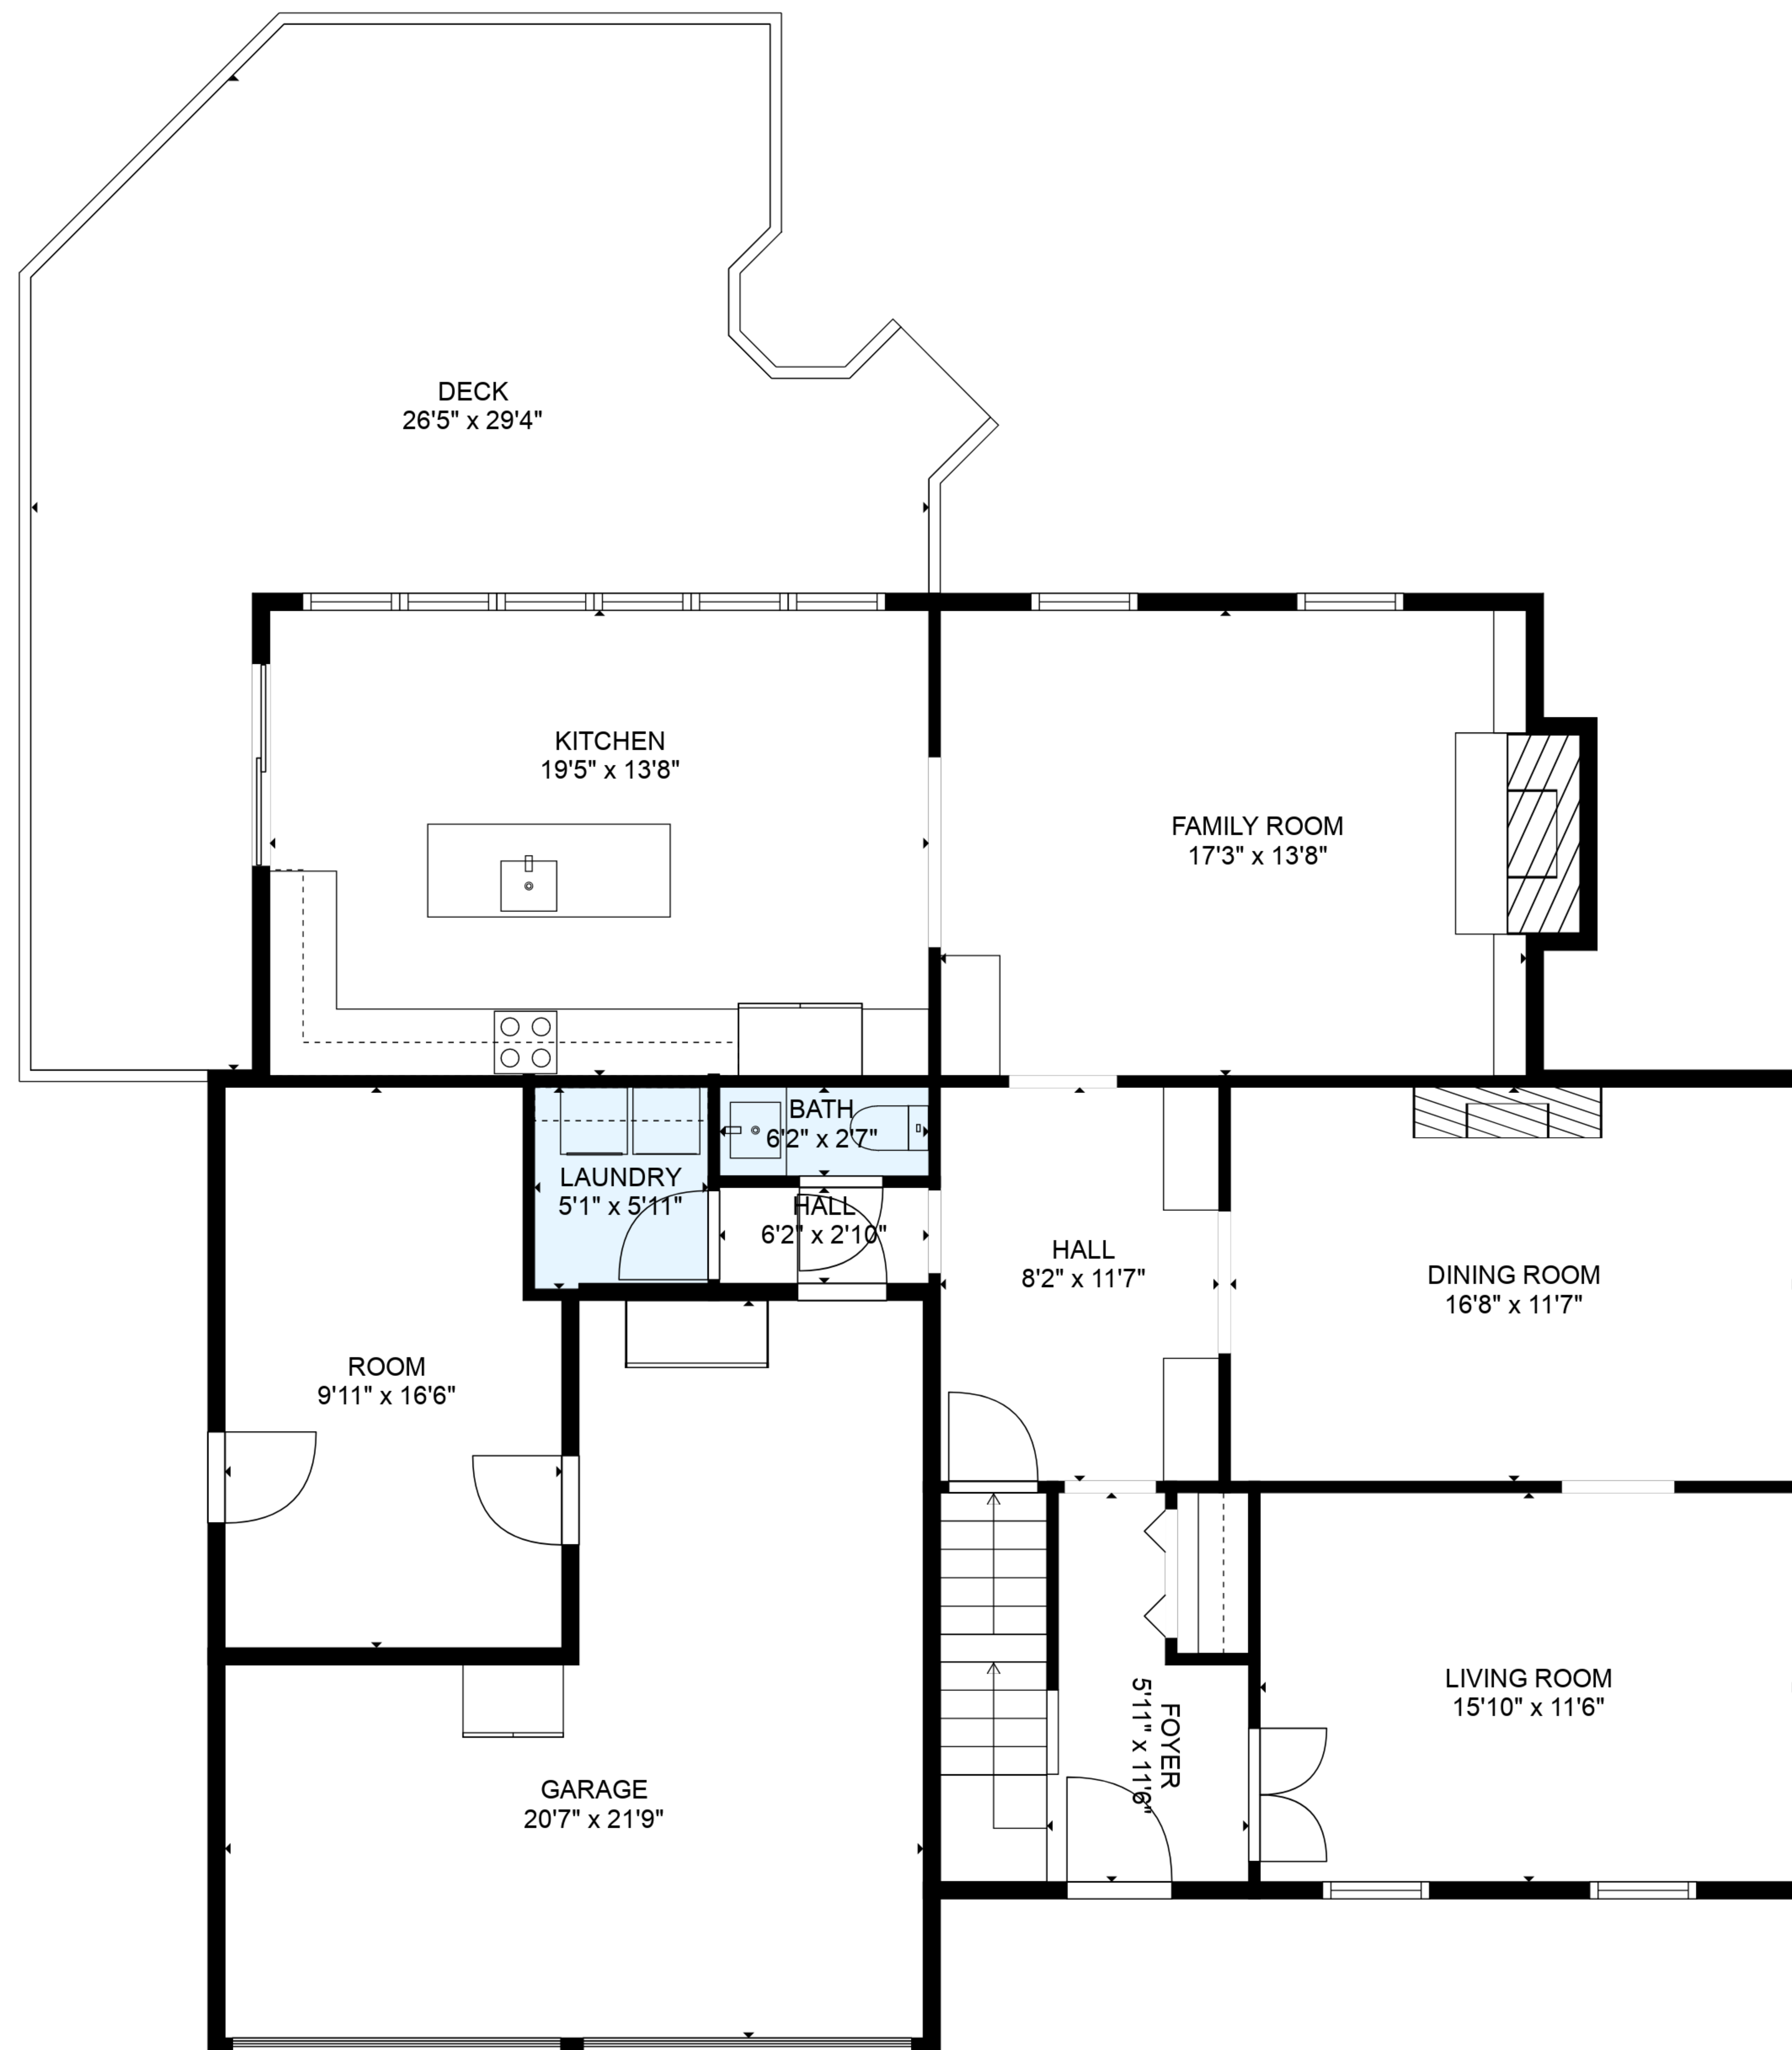 DECK
26'5" x 29'4"
KITCHEN
19'5" x 13'8"
FAMILY ROOM
17'3" x 13'8"
BATH
6'2" x 2'7"
LAUNDRY
5'1" x 5'11"
HALL
6'2" x 2'10"
HALL
8'2" x 11'7"
DINING ROOM
16'8" x 11'7"
ROOM
9'11" x 16'6"
FOYER
5'11" x 11'6"
LIVING ROOM
15'10" x 11'6"
GARAGE
20'7" x 21'9"